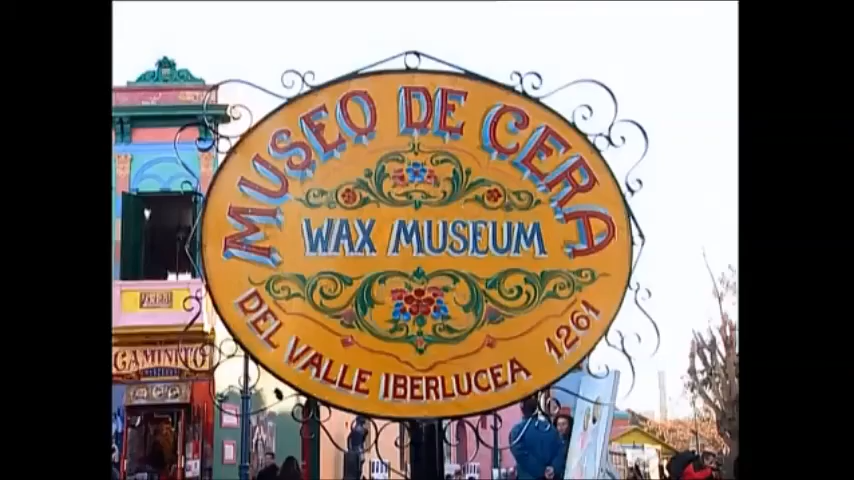 MUSEO DE CERA
WAX MUSEUM
DEL VALLE IBERLUCEA 1261
CAMINITO